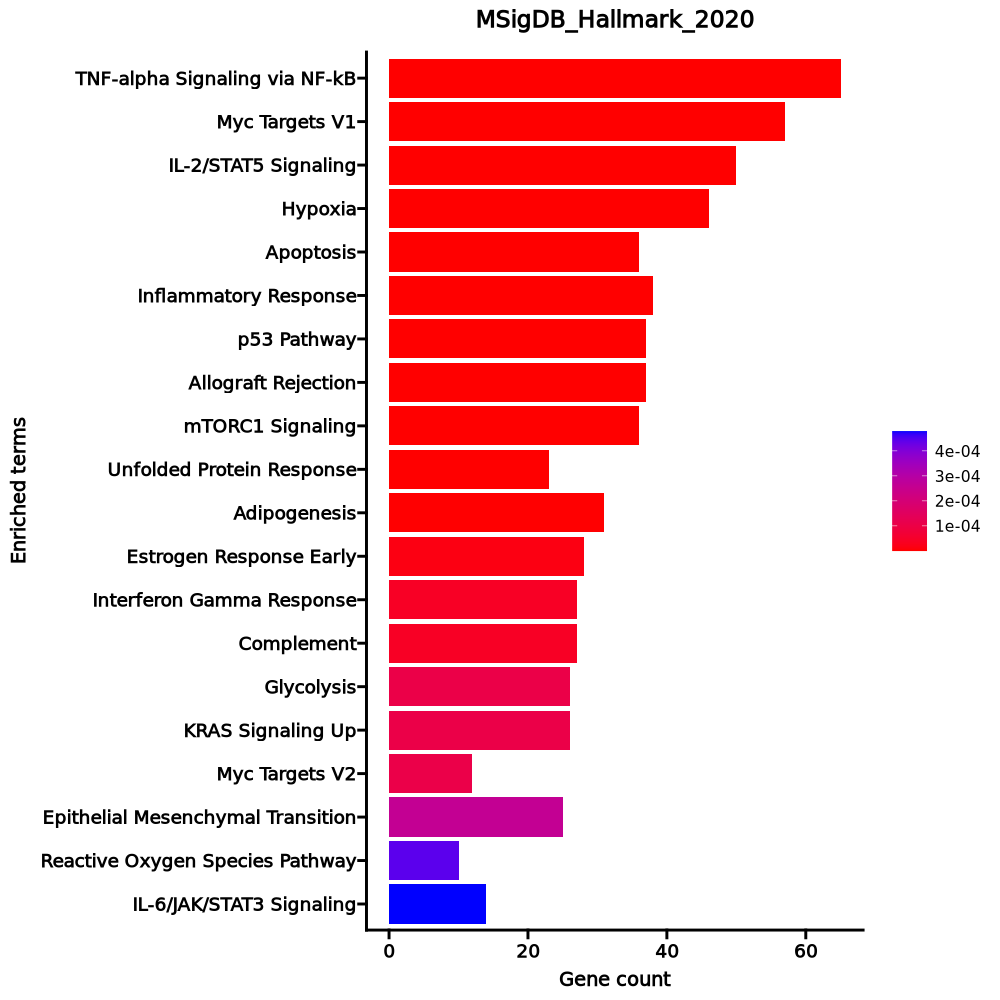 MSigDB_Hallmark_2020
TNF-alpha Signaling via NF-kB
Myc Targets V1
IL-2/STAT5 Signaling
Hypoxia
Apoptosis
Inflammatory Response
p53 Pathway
Allograft Rejection
mTORC1 Signaling
Unfolded Protein Response
Adipogenesis
Estrogen Response Early
Interferon Gamma Response
Complement
Glycolysis
KRAS Signaling Up
Myc Targets V2
Epithelial Mesenchymal Transition
Reactive Oxygen Species Pathway
IL-6/JAK/STAT3 Signaling
Enriched terms
0 20 40 60
Gene count
4e-04
3e-04
2e-04
1e-04